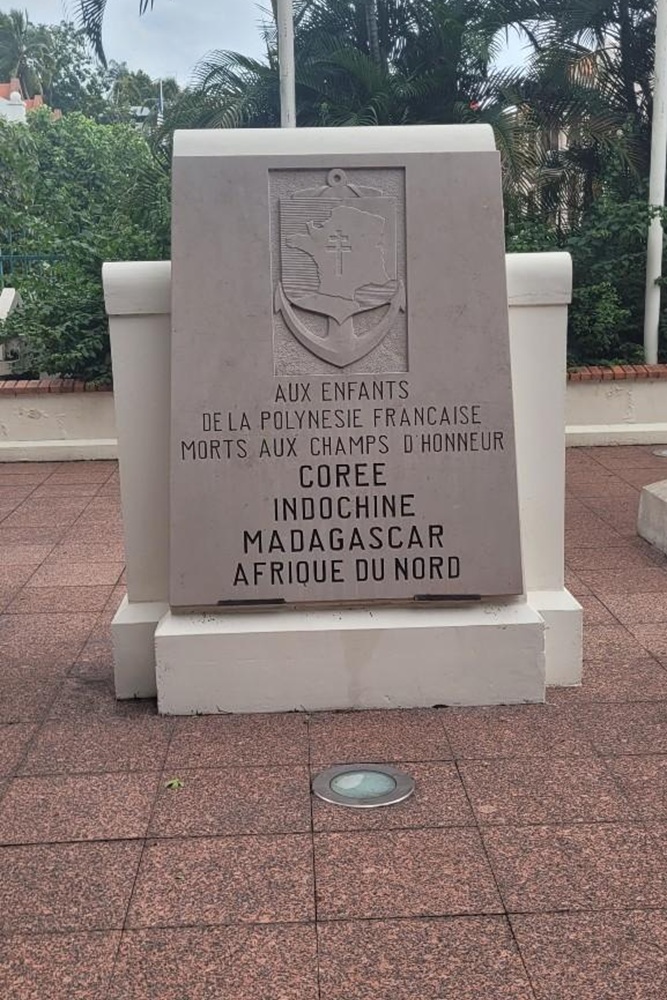 AUX ENFANTS
DE LA POLYNESIE FRANCAISE
MORTS AUX CHAMPS D'HONNEUR
COREE
INDOCHINE
MADAGASCAR
AFRIQUE DU NORD